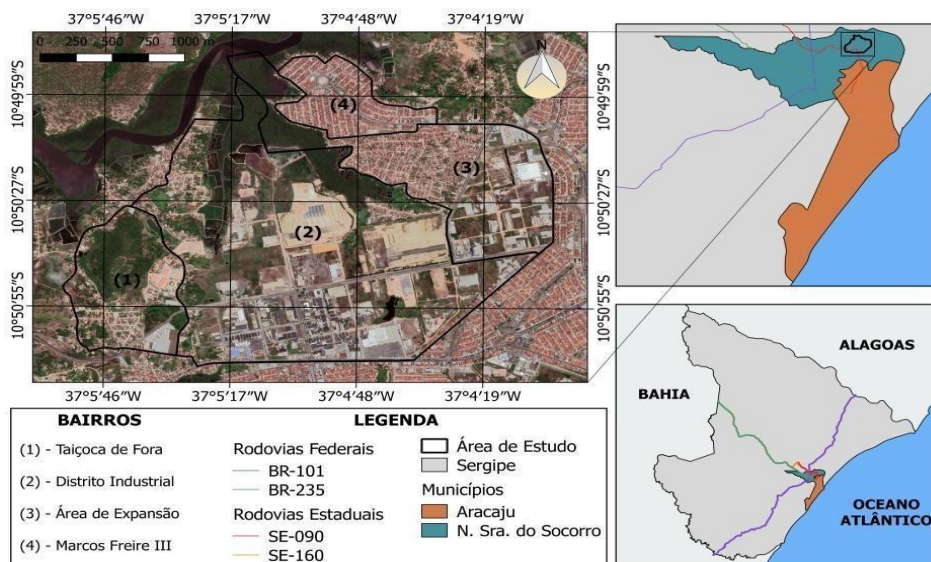 37°5'46"W 37°5'17"W 37°4'48"W 37°4'19"W
0 250 500 750 1000 m
N
10°49'59"S
10°50'27"S
10°50'55"S
10°49'59"S
10°50'27"S
10°50'55"S
(4)
(3)
(2)
(1)
37°5'46"W 37°5'17"W 37°4'48"W 37°4'19"W
ALAGOAS
BAHIA
OCEANO
ATLÂNTICO
BAIRROS
(1) - Taiçoca de Fora
(2) - Distrito Industrial
(3) - Área de Expansão
(4) - Marcos Freire III
LEGENDA
Rodovias Federais
BR-101
BR-235
Rodovias Estaduais
SE-090
SE-160
Área de Estudo
Sergipe
Municípios
Aracaju
N. Sra. do Socorro